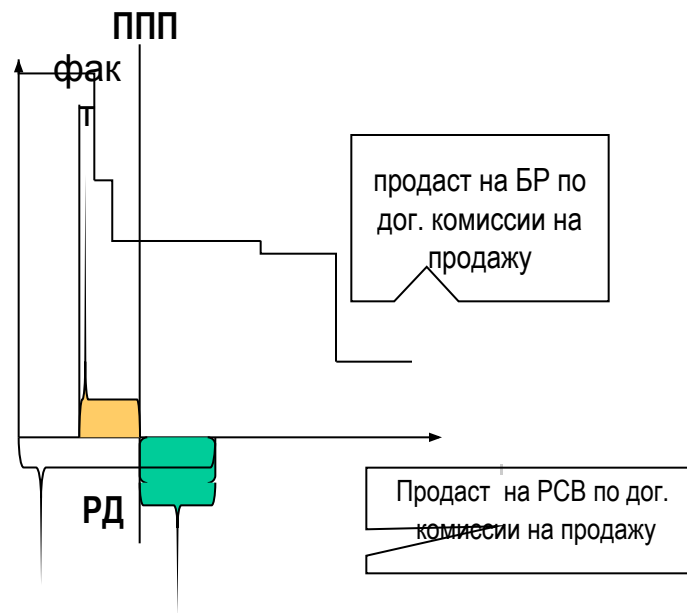 ППП
фак
т
продаст на БР по
дог. комиссии на
продажу
РД
Продаст на РСВ по дог.
комиссии на продажу